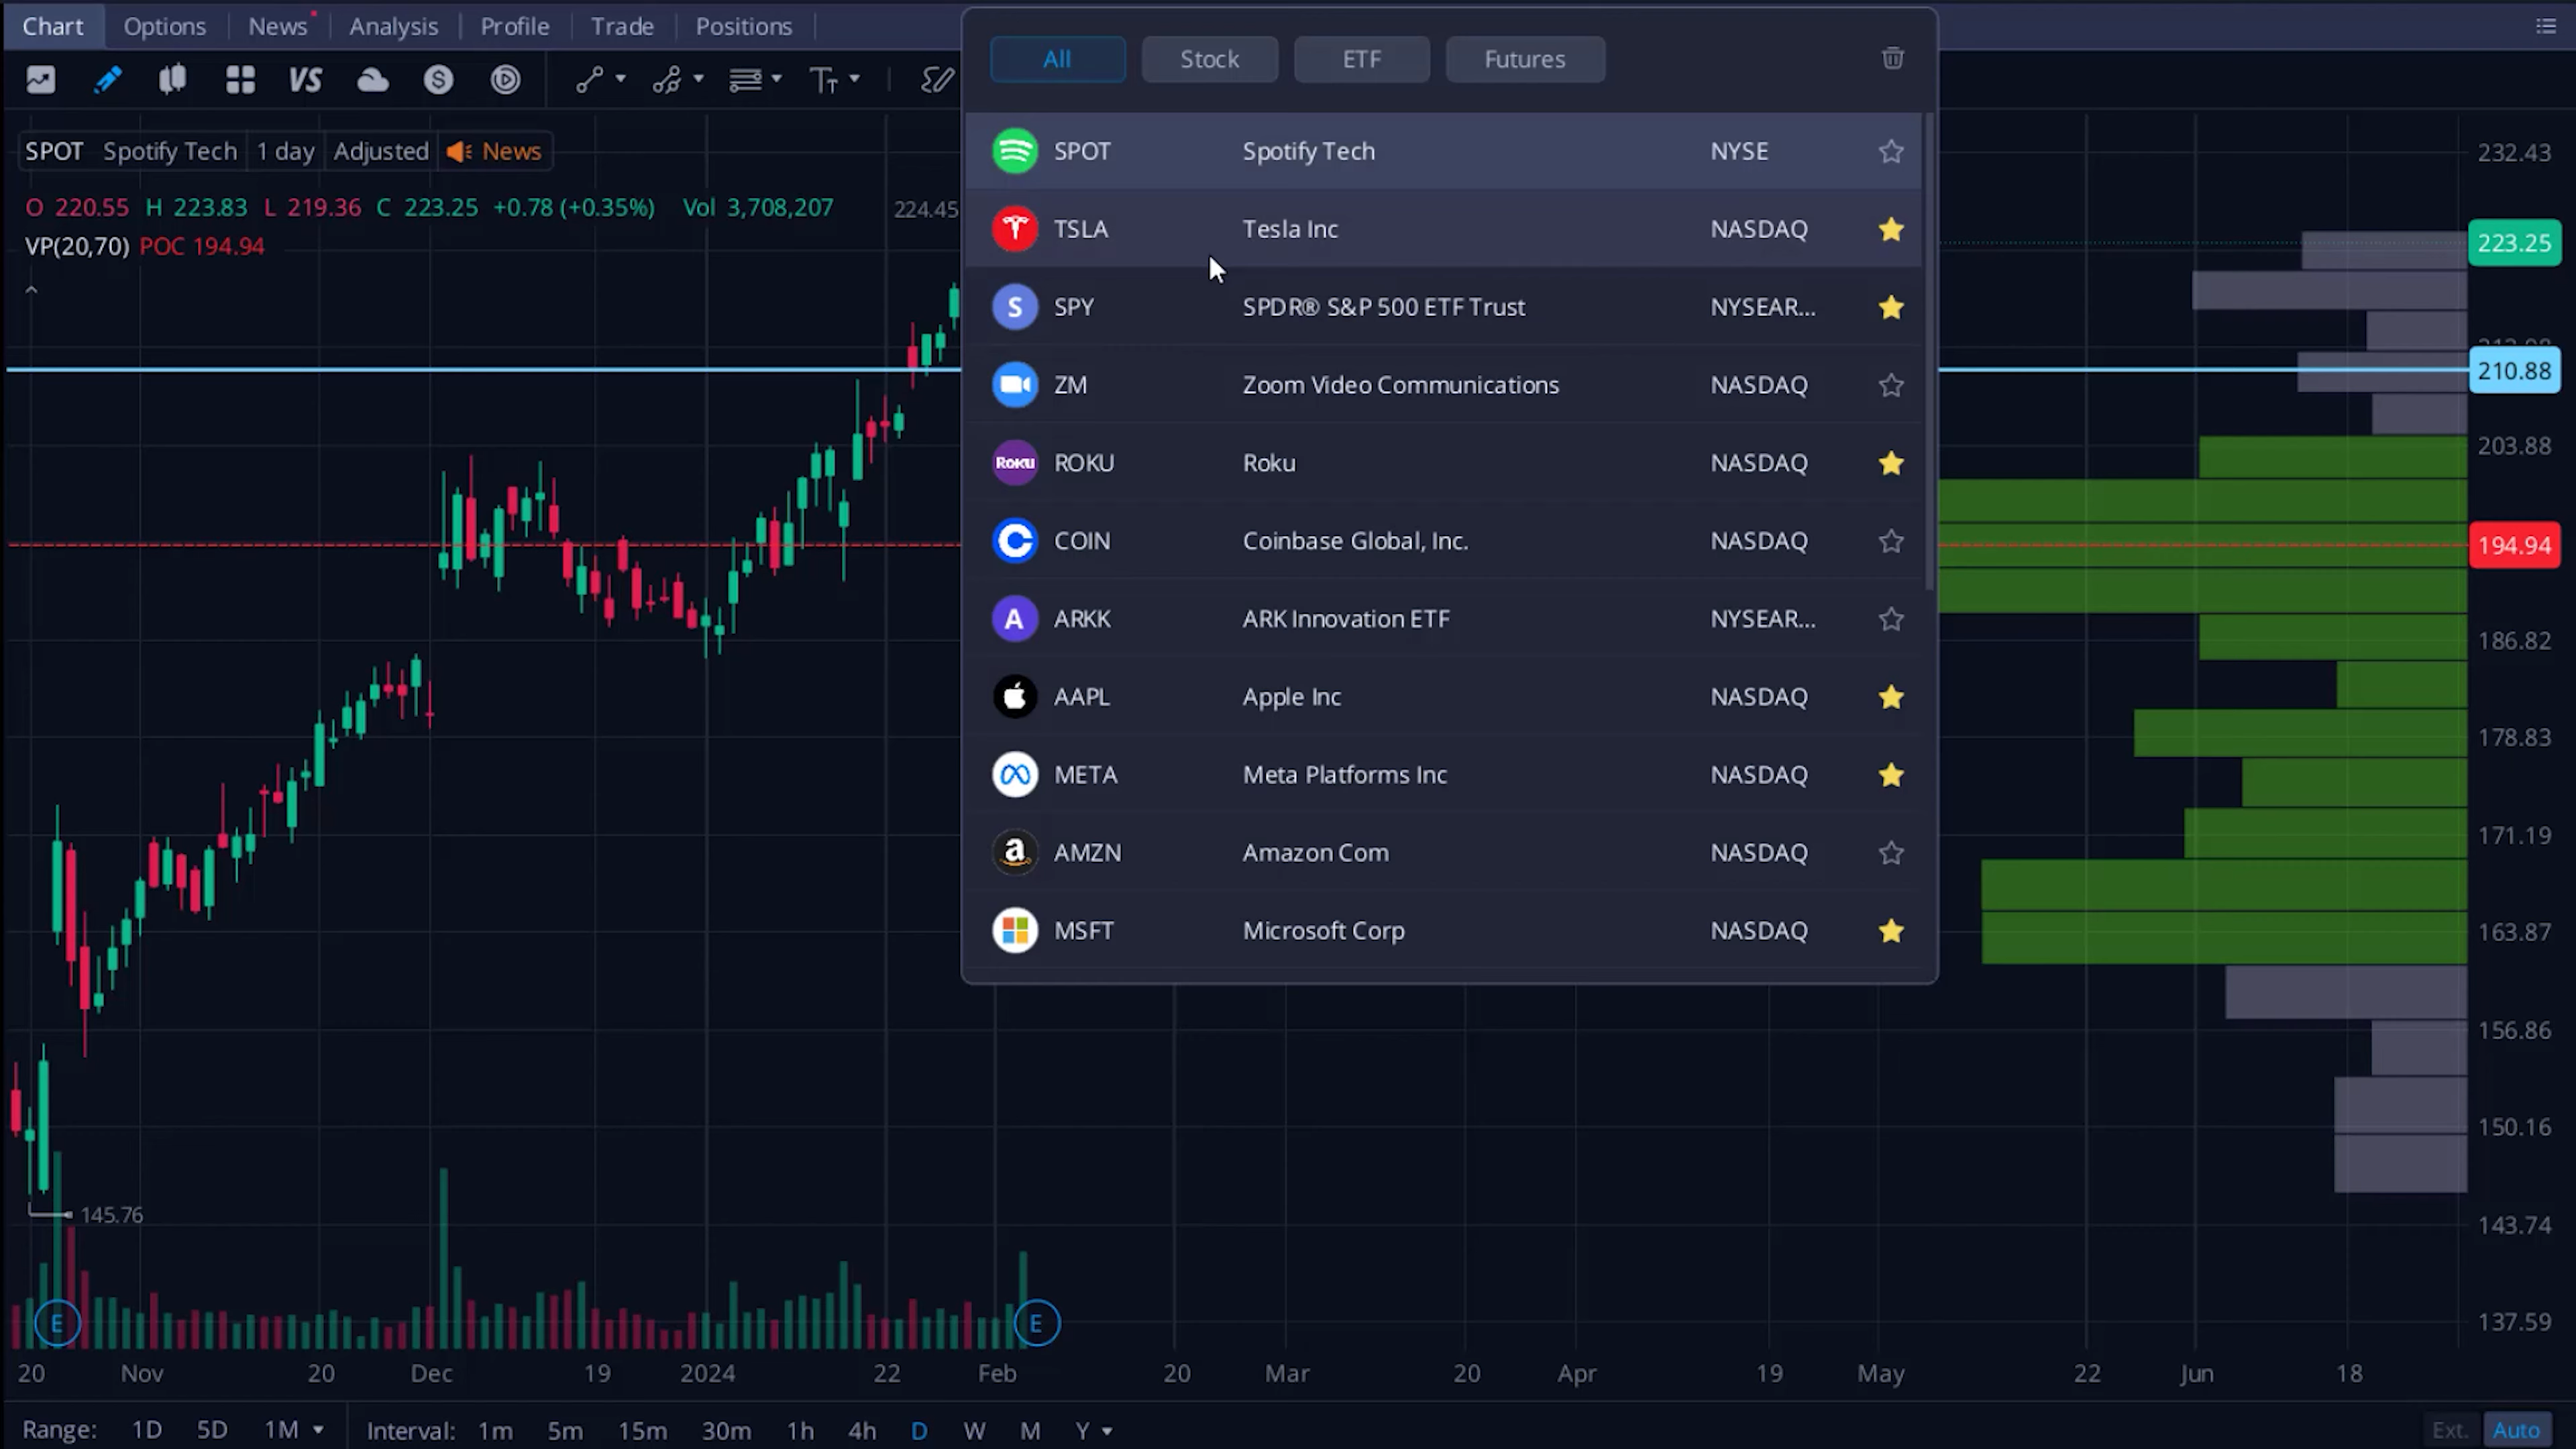 Chart Options News Analysis Profile Trade Positions
All Stock ETF Futures
VS
SPOT Spotify Tech 1 day Adjusted News
O 220.55 H 223.83 L 219.36 C 223.25 +0.78 (+0.35%) Vol 3,708,207
224.45
VP(20,70) POC 194.94
SPOT Spotify Tech NYSE
TSLA Tesla Inc NASDAQ
S SPY SPDR® S&P 500 ETF Trust NYSEAR...
ZM Zoom Video Communications NASDAQ
Roku ROKU Roku NASDAQ
COIN Coinbase Global, Inc. NASDAQ
A ARKK ARK Innovation ETF NYSEAR...
AAPL Apple Inc NASDAQ
META Meta Platforms Inc NASDAQ
a AMZN Amazon Com NASDAQ
MSFT Microsoft Corp NASDAQ
232.43
223.25
210.88
203.88
194.94
186.82
178.83
171.19
163.87
156.86
150.16
143.74
137.59
145.76
E E
20 Nov 20 Dec 19 2024 22 Feb 20 Mar 20 Apr 19 May 22 Jun 18
Range: 1D 5D 1M Interval: 1m 5m 15m 30m 1h 4h D W M Y Ext. Auto